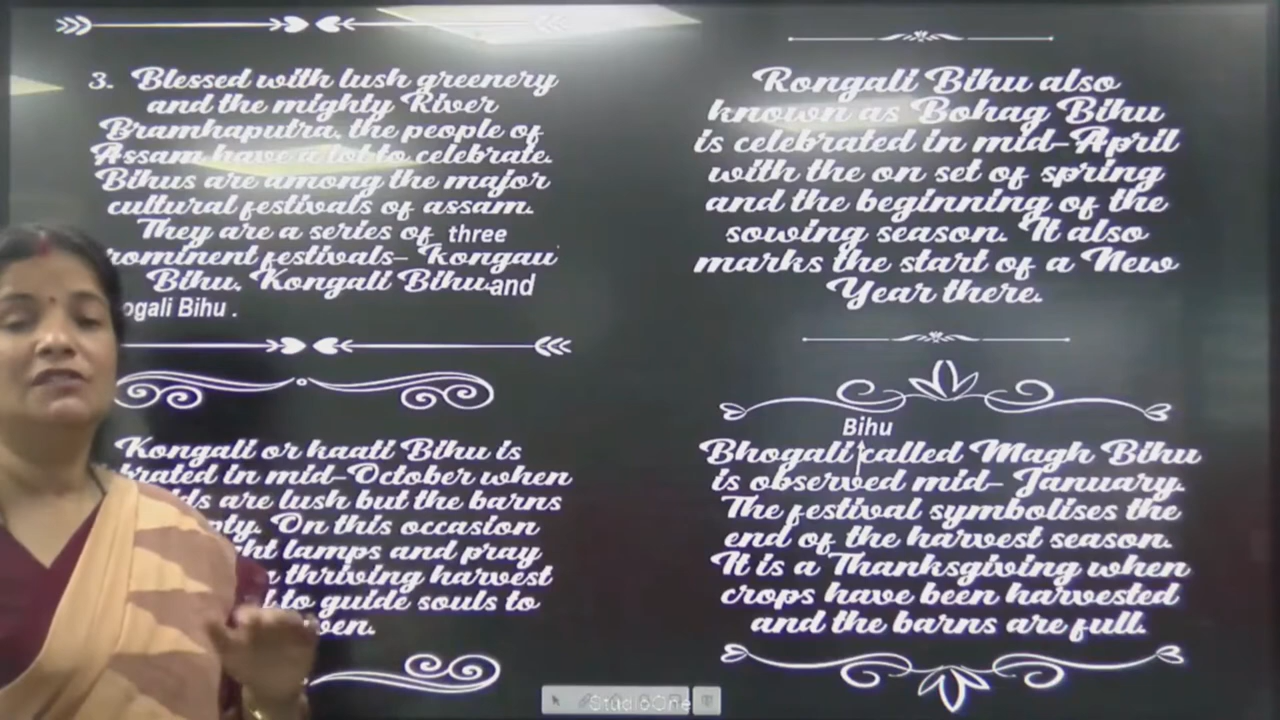 3. Blessed with lush greenery
and the mighty River
Bramhaputra, the people of
Assam have a lot to celebrate.
Bihus are among the major
cultural festivals of assam.
They are a series of three
rominent festivals- Kongau
Bihu, Kongali Bihu and
ogali Bihu .
Kongali or kaati Bihu is
brated in mid-October when
ds are lush but the barns
pty. On this occasion
ht lamps and pray
thriving harvest
to guide souls to
ven.
Rongali Bihu also
known as Bohag Bihu
is celebrated in mid-April
with the on set of spring
and the beginning of the
sowing season. It also
marks the start of a New
Year there.
Bihu
Bhogali called Magh Bihu
is observed mid- January.
The festival symbolises the
end of the harvest season.
It is a Thanksgiving when
crops have been harvested
and the barns are full.
StudioOne